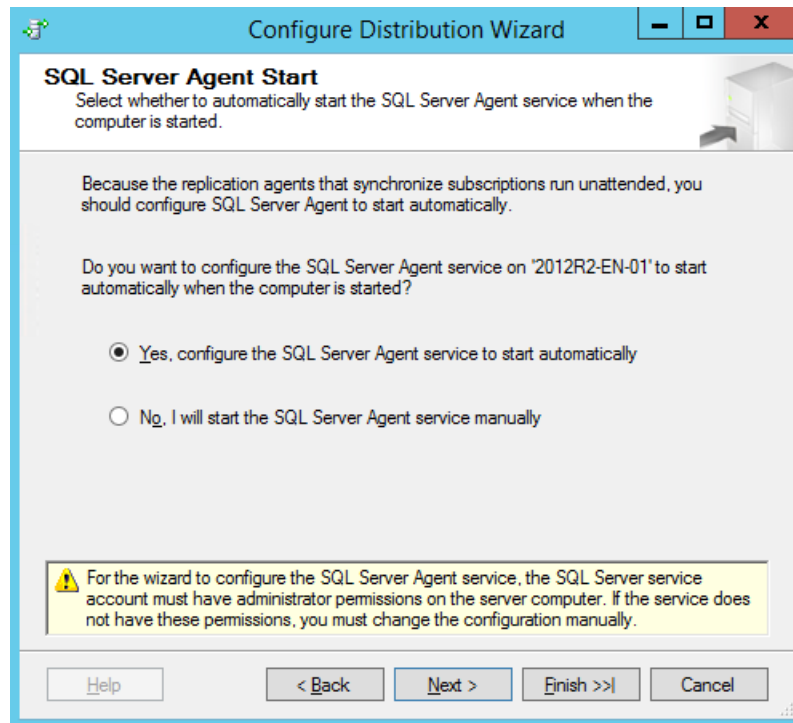 Configure Distribution Wizard
SQL Server Agent Start
Select whether to automatically start the SQL Server Agent service when the
computer is started.
Because the replication agents that synchronize subscriptions run unattended, you
should configure SQL Server Agent to start automatically.
Do you want to configure the SQL Server Agent service on '2012R2-EN-01' to start
automatically when the computer is started?
Yes, configure the SQL Server Agent service to start automatically
No, I will start the SQL Server Agent service manually
For the wizard to configure the SQL Server Agent service, the SQL Server service
account must have administrator permissions on the server computer. If the service does
not have these permissions, you must change the configuration manually.
Help < Back Next > Finish >>| Cancel